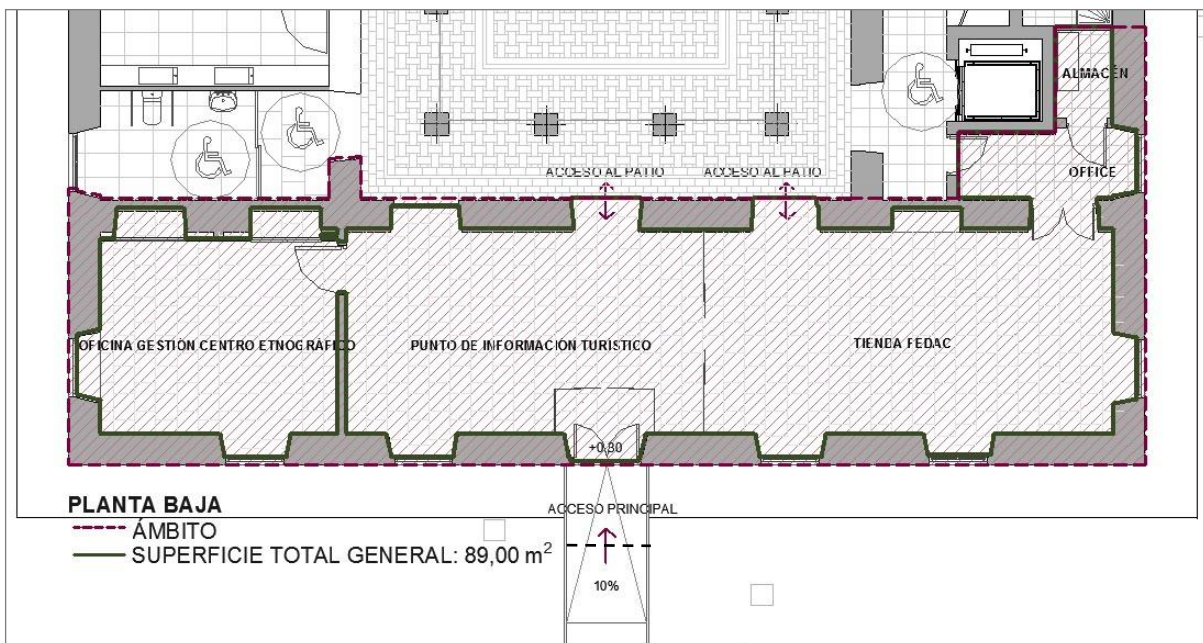 ALMACÉN
ACCESO AL PATIO
ACCESO AL PATIO
OFFICE
OFICINA GESTIÓN CENTRO ETNOGRÁFICO
PUNTO DE INFORMACIÓN TURÍSTICO
TIENDA FEDAC
+0,80
PLANTA BAJA
ACCESO PRINCIPAL
ÁMBITO
SUPERFICIE TOTAL GENERAL: 89,00 m²
10%